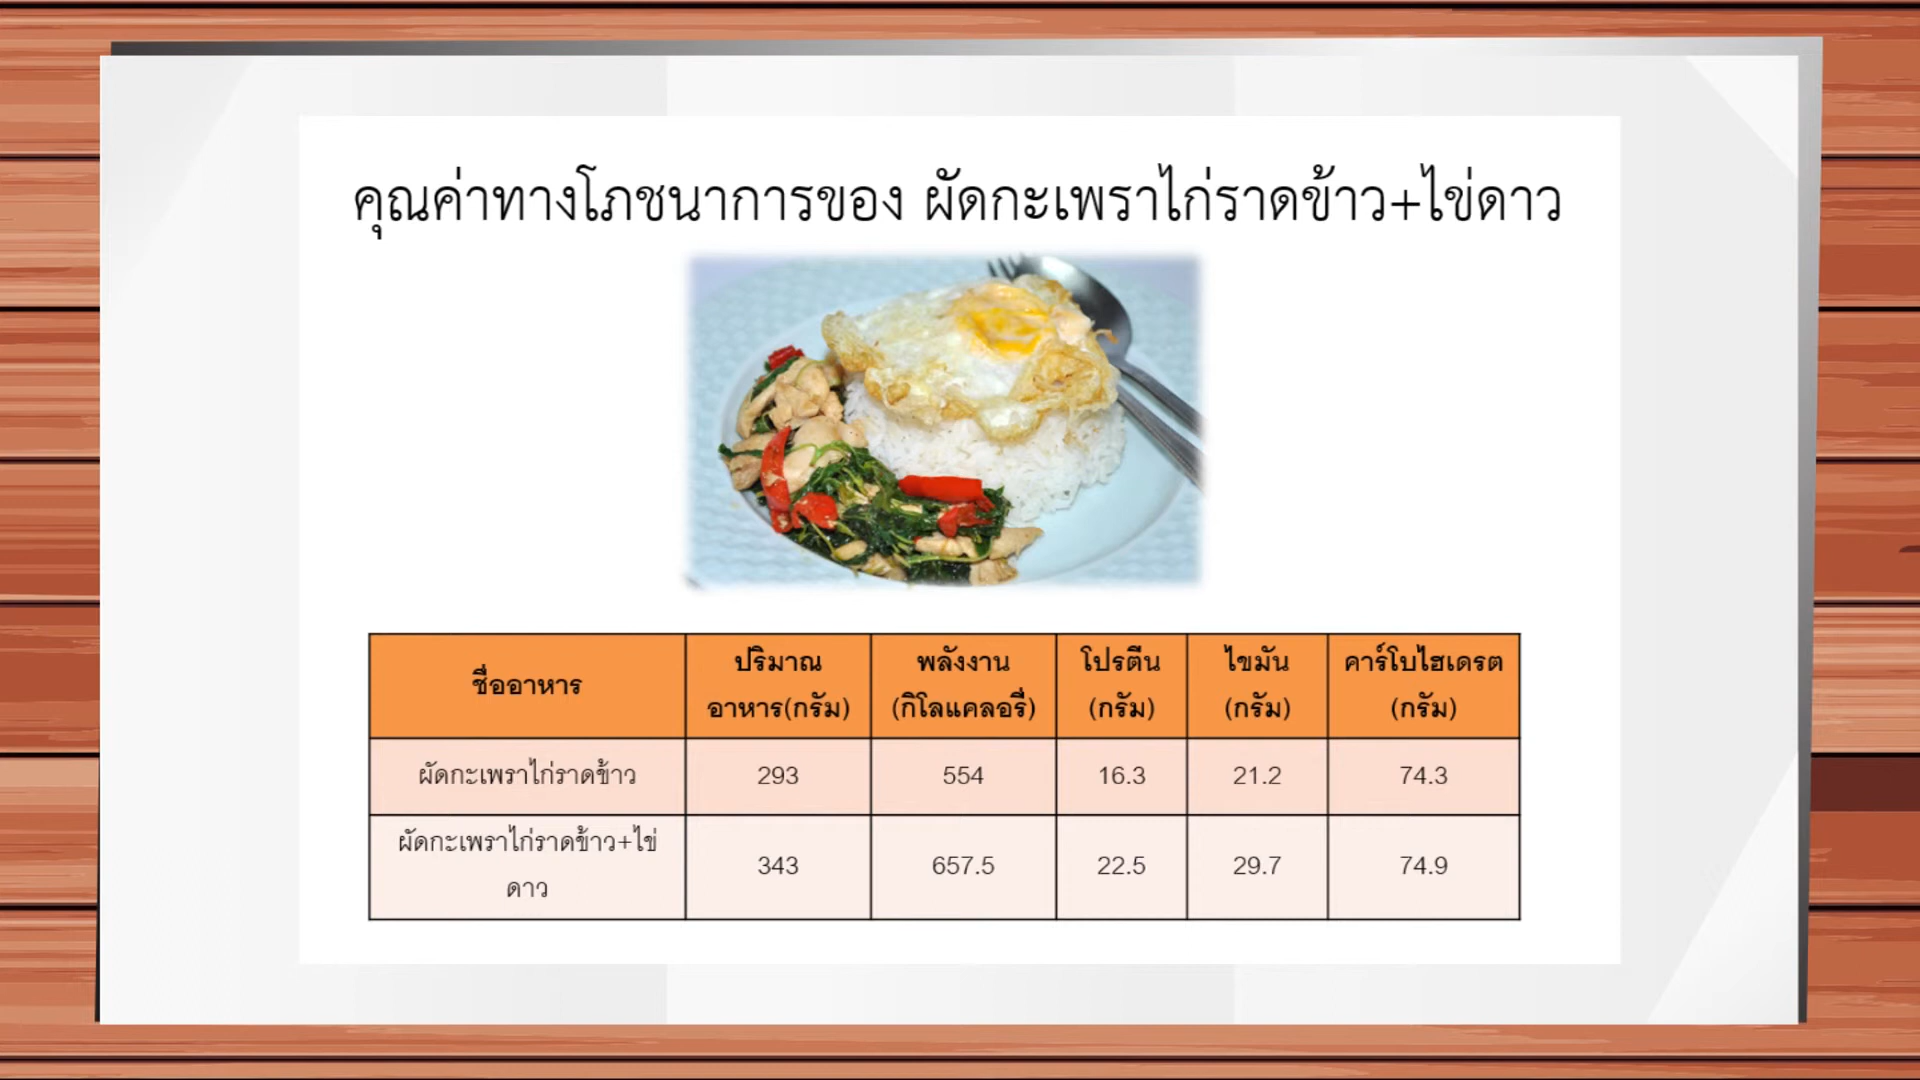 คุณค่าทางโภชนาการของ ผัดกะเพราไก่ราดข้าว+ไข่ดาว
ชื่ออาหาร
ปริมาณ
อาหาร(กรัม)
พลังงาน
(กิโลแคลอรี่)
โปรตีน
(กรัม)
ไขมัน
(กรัม)
คาร์โบไฮเดรต
(กรัม)
ผัดกะเพราไก่ราดข้าว 293 554 16.3 21.2 74.3
ผัดกะเพราไก่ราดข้าว+ไข่
ดาว
343 657.5 22.5 29.7 74.9